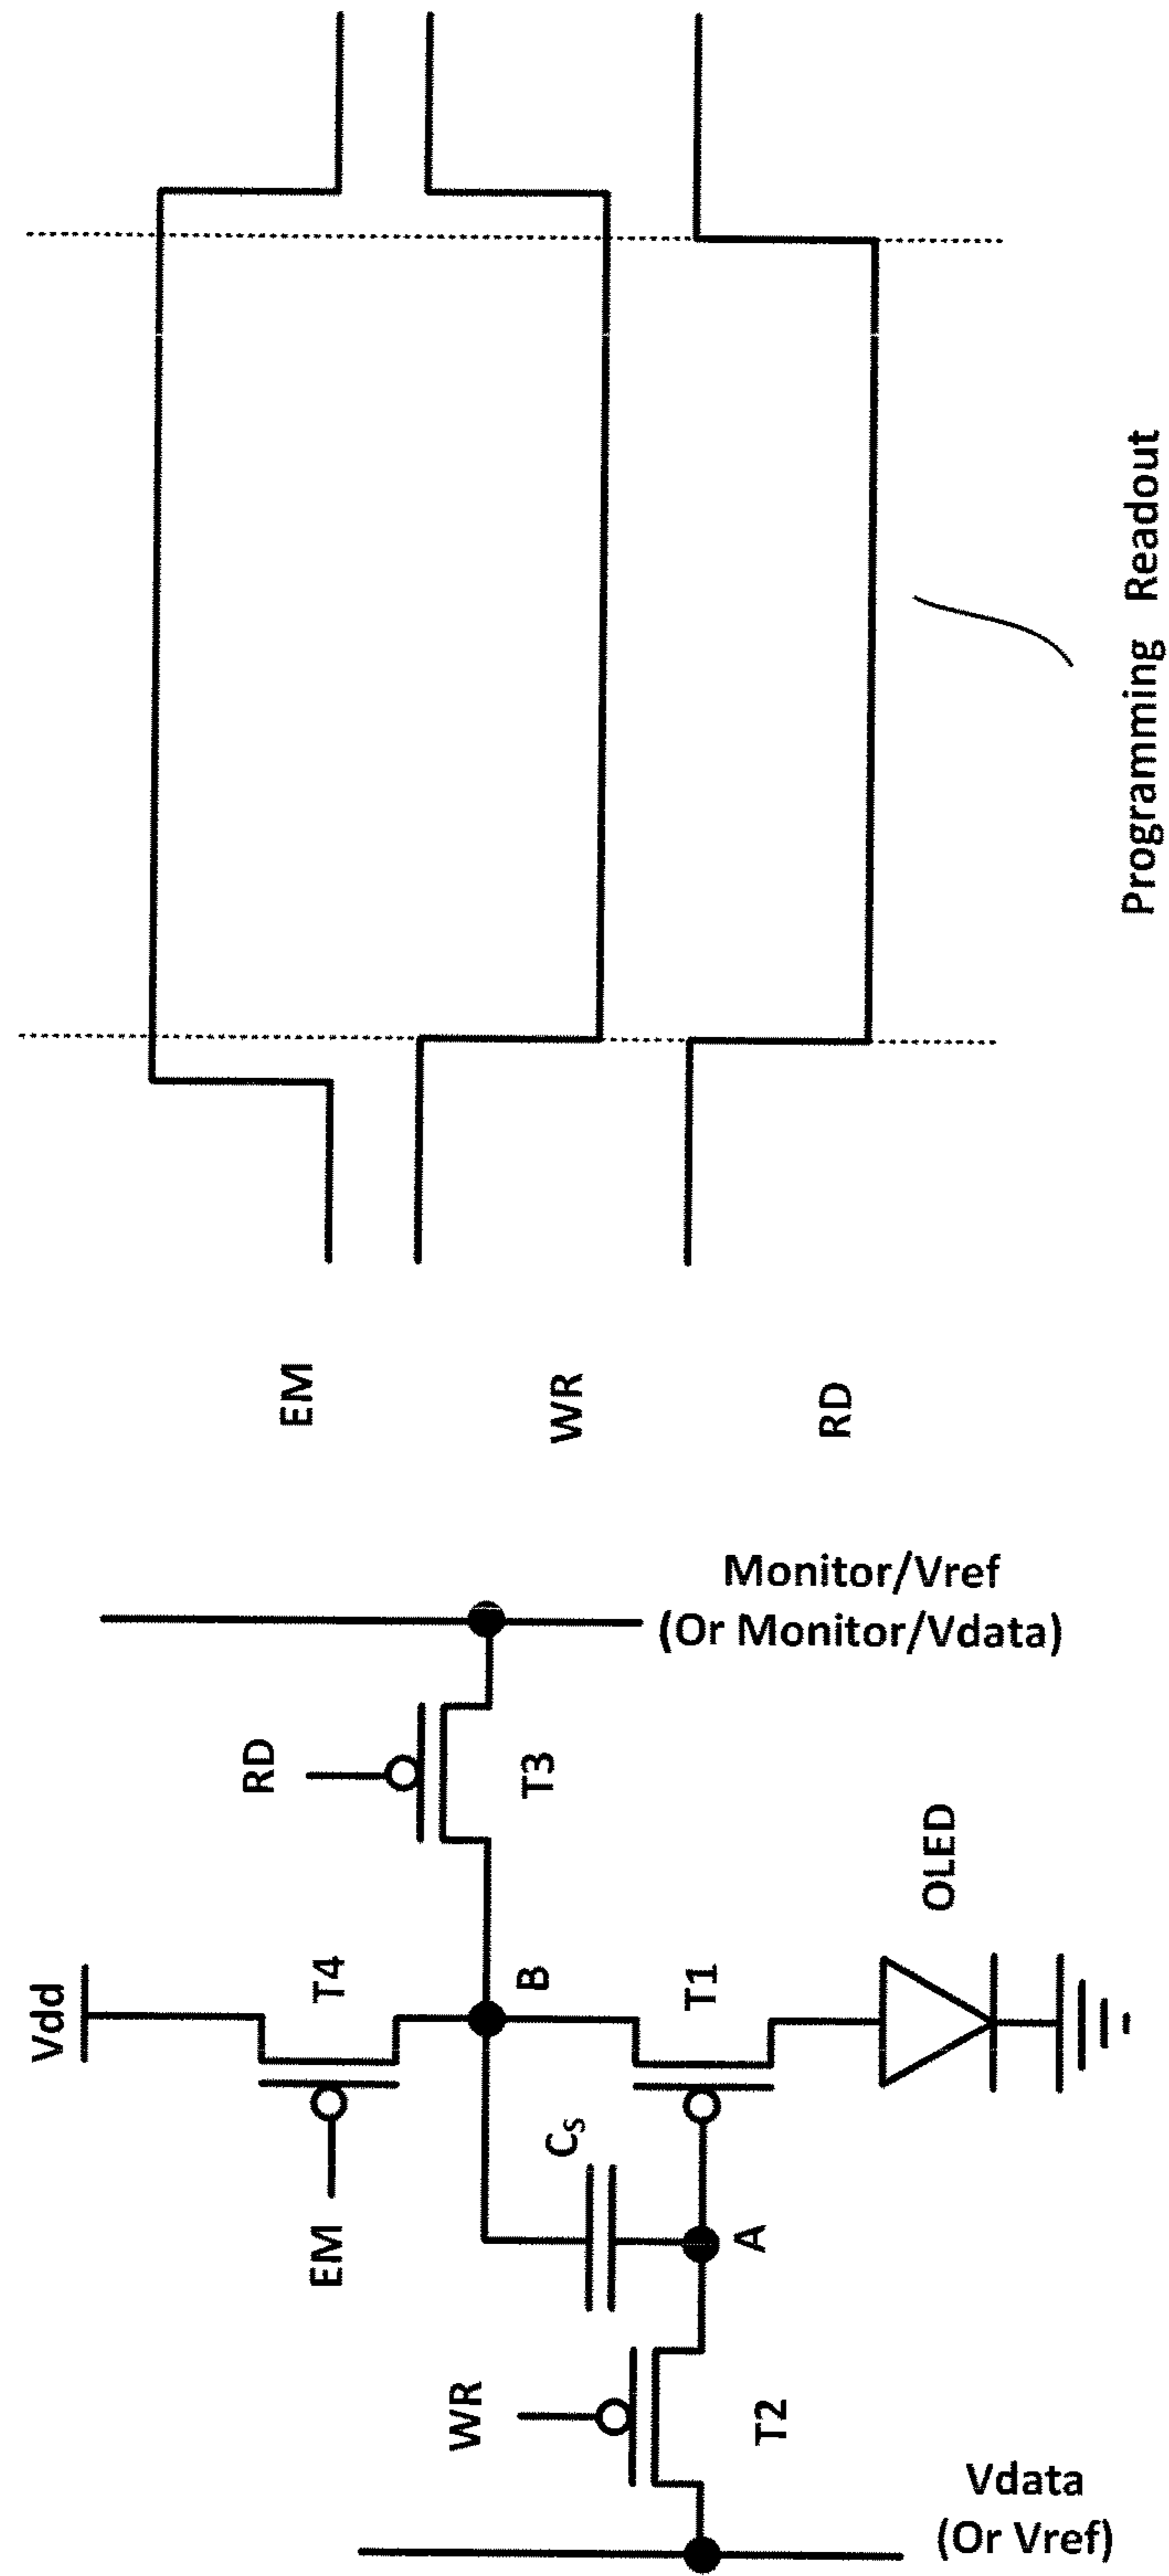 Vdd
EM
T4
RD
Monitor/Vref
(Or Monitor/Vdata)
B
T3
C_S
WR
T1
A
T2
OLED
Vdata
(Or Vref)
EM
WR
RD
Programming Readout